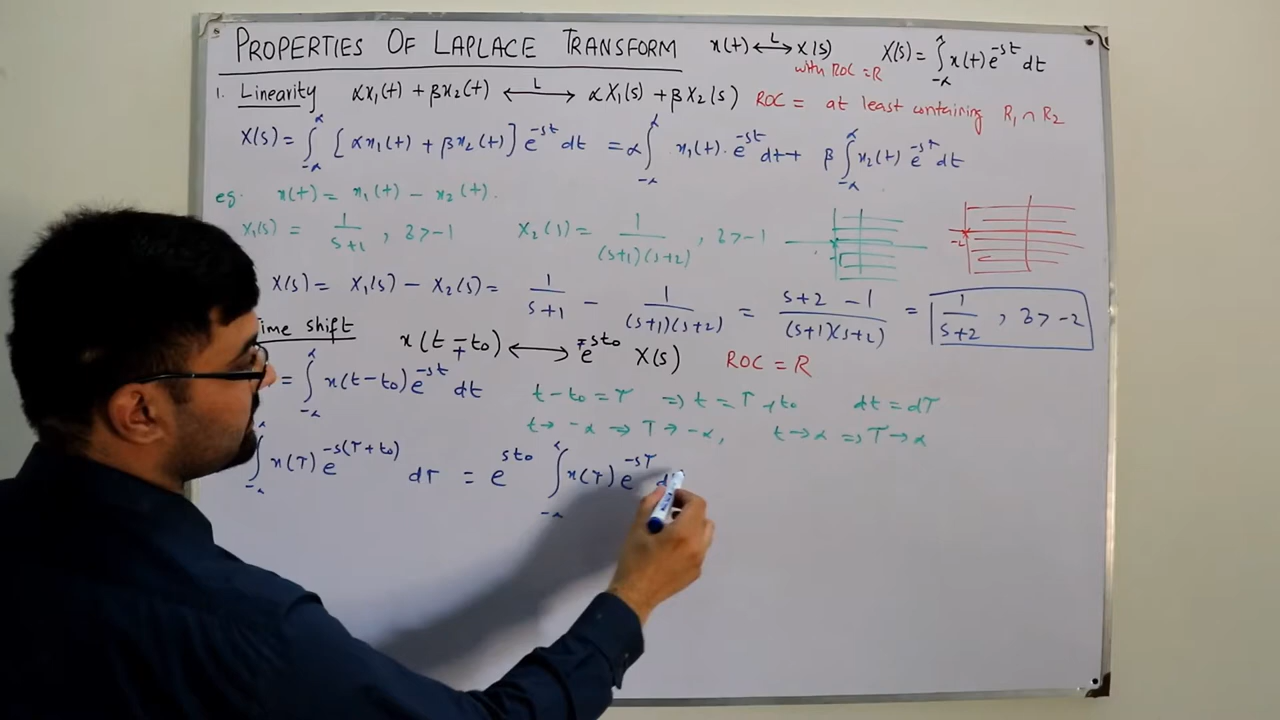 PROPERTIES OF LAPLACE TRANSFORM x(t) ⟷ᴸ X(s) X(s) = ∫_{-∞}^{∞} x(t) e^{-st} dt
with ROC = R
1. Linearity αx₁(t) + βx₂(t) ⟷ᴸ αX₁(s) + βX₂(s) ROC = at least containing R₁ ∩ R₂
X(s) = ∫_{-∞}^{∞} [αx₁(t) + βx₂(t)] e^{-st} dt = α∫_{-∞}^{∞} x₁(t) · e^{-st} dt + β∫_{-∞}^{∞} x₂(t) e^{-st} dt
eg. x(t) = x₁(t) - x₂(t).
X₁(s) = 1/(s+1), σ > -1 X₂(s) = 1/((s+1)(s+2)), σ > -1
-2
X(s) = X₁(s) - X₂(s) = 1/(s+1) - 1/((s+1)(s+2)) = (s+2-1)/((s+1)(s+2)) = 1/(s+2), σ > -2
Time shift x(t ∓ t₀) ⟷ e^{∓st₀} X(s) ROC = R
= ∫_{-∞}^{∞} x(t-t₀) e^{-st} dt t-t₀ = τ ⇒ t = τ+t₀ dt = dτ
t → -∞ ⇒ τ → -∞, t → ∞ ⇒ τ → ∞
∫_{-∞}^{∞} x(τ) e^{-s(τ+t₀)} dτ = e^{st₀} ∫_{-∞}^{∞} x(τ) e^{-sτ} d